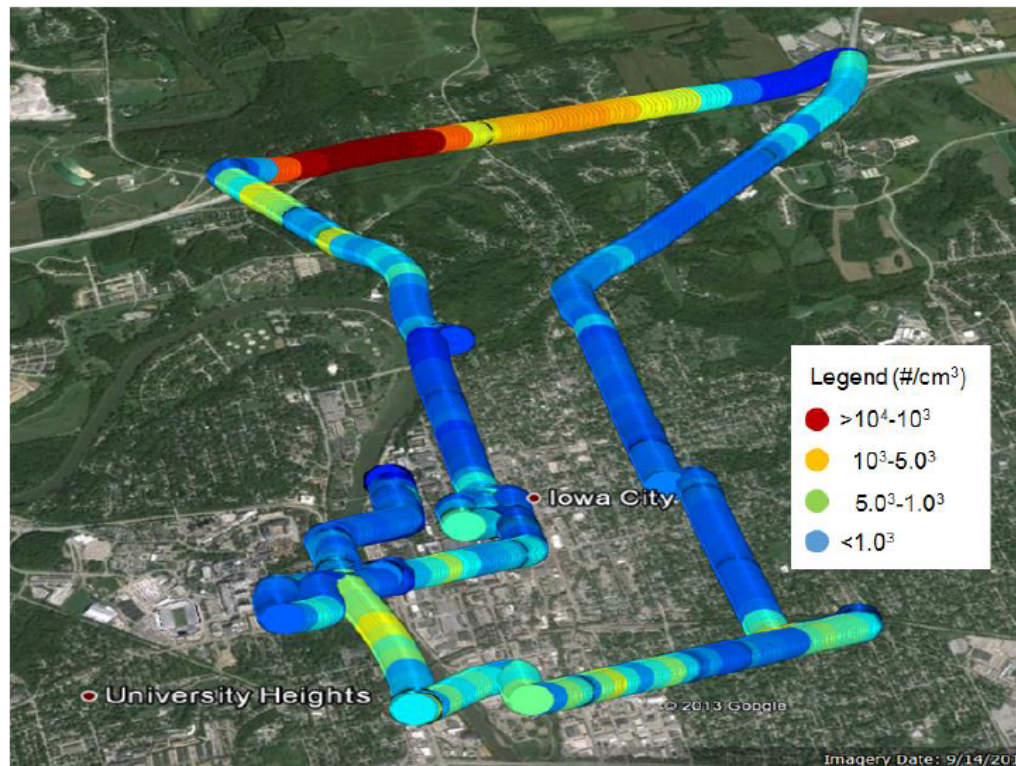 Legend (#/cm³)
>10⁴-10³
10³-5.0³
5.0³-1.0³
<1.0³
Iowa City
University Heights
© 2013 Google
Imagery Date: 9/14/201